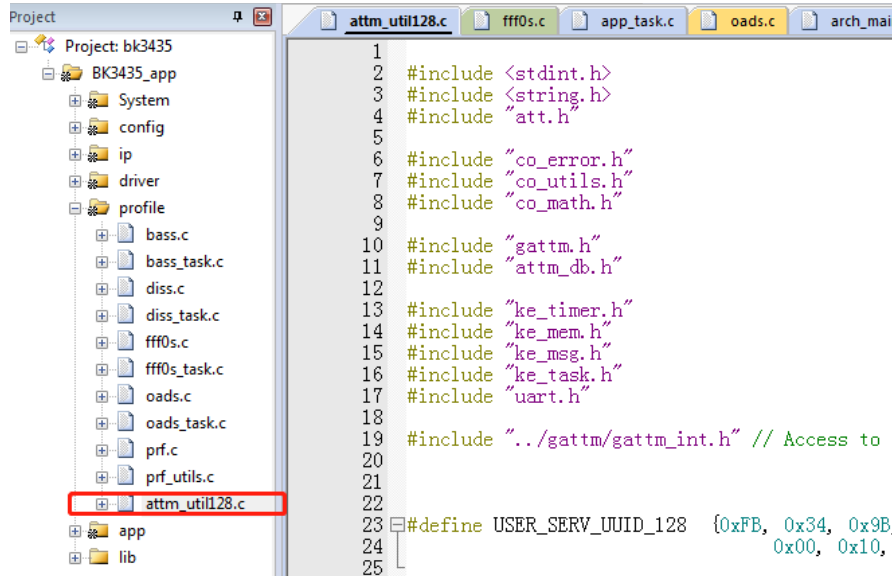 Project
Project: bk3435
BK3435_app
System
config
ip
driver
profile
bass.c
bass_task.c
diss.c
diss_task.c
fff0s.c
fff0s_task.c
oads.c
oads_task.c
prf.c
prf_utils.c
attm_util128.c
app
lib
attm_util128.c fff0s.c app_task.c oads.c arch_mai
1
2 #include <stdint.h>
3 #include <string.h>
4 #include "att.h"
5
6 #include "co_error.h"
7 #include "co_utils.h"
8 #include "co_math.h"
9
10 #include "gattm.h"
11 #include "attm_db.h"
12
13 #include "ke_timer.h"
14 #include "ke_mem.h"
15 #include "ke_msg.h"
16 #include "ke_task.h"
17 #include "uart.h"
18
19 #include "../gattm/gattm_int.h" // Access to
20
21
22
23 #define USER_SERV_UUID_128 {0xFB, 0x34, 0x9B,
24 0x00, 0x10,
25